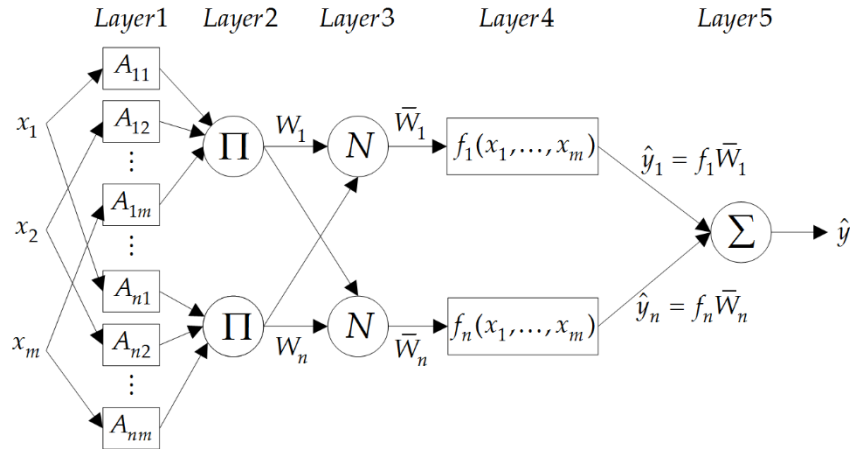 Layer1 Layer2 Layer3 Layer4 Layer5
A₁₁
x₁
A₁₂
⋮
A₁ₘ
x₂
⋮
Aₙ₁
xₘ
Aₙ₂
⋮
Aₙₘ
Π
Π
W₁
Wₙ
N
N
W̄₁
W̄ₙ
f₁(x₁,…,xₘ)
fₙ(x₁,…,xₘ)
ŷ₁ = f₁W̄₁
ŷₙ = fₙW̄ₙ
Σ
ŷ